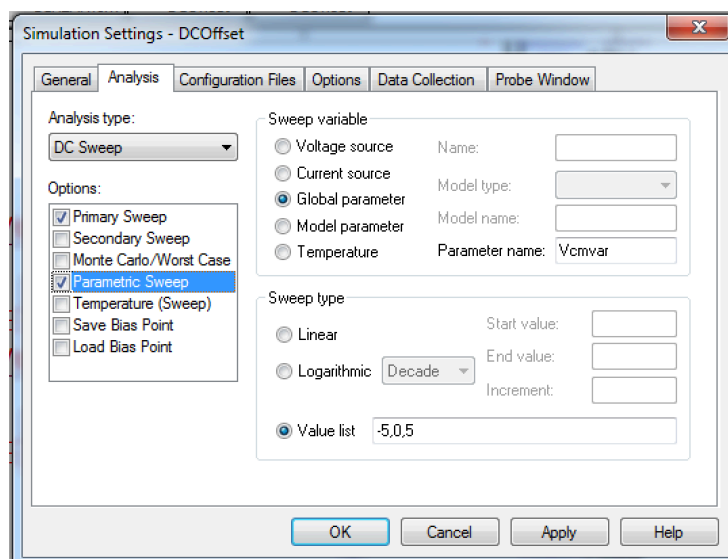 Simulation Settings - DCOffset
General
Analysis
Configuration Files
Options
Data Collection
Probe Window
Analysis type:
DC Sweep
Options:
Primary Sweep
Secondary Sweep
Monte Carlo/Worst Case
Parametric Sweep
Temperature (Sweep)
Save Bias Point
Load Bias Point
Sweep variable
Voltage source
Current source
Global parameter
Model parameter
Temperature
Name:
Model type:
Model name:
Parameter name: Vcmvar
Sweep type
Linear
Logarithmic Decade
Start value:
End value:
Increment:
Value list -5,0,5
OK
Cancel
Apply
Help